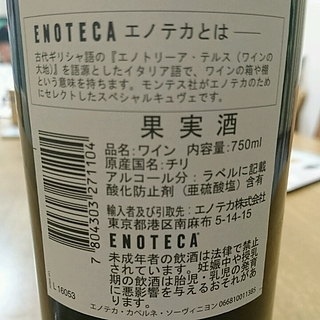 ENOTECA エノテカとは
古代ギリシャ語の『エノトリーア・テルス（ワインの
大地）』を語源としたイタリア語で、ワインの箱や棚
という意味を持ちます。モンテス社がエノテカのため
にセレクトしたスペシャルキュヴェです。
果実酒
品名:ワイン 内容量:750ml
原産国名:チリ
アルコール分:ラベルに記載
酸化防止剤（亜硫酸塩）含有
輸入者及び引取先:エノテカ株式会社
東京都港区南麻布5-14-15
ENOTECA
未成年者の飲酒は法律で禁止
されています。妊娠中や授乳
期の飲酒は胎児・乳児の発育
に悪影響を与えるおそれがあ
ります。
7804303271104
L16053
エノテカ・カベルネ・ソーヴィニヨン